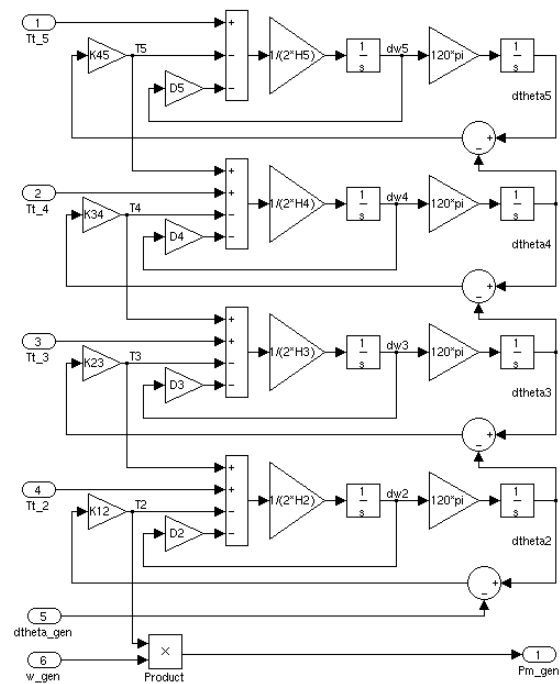 1
Tt_5
K45
T5
D5
+
−
−
1/(2*H5)
1
s
dw5
120*pi
1
s
dtheta5
+
−
2
Tt_4
K34
T4
D4
+
+
−
−
1/(2*H4)
1
s
dw4
120*pi
1
s
dtheta4
+
−
3
Tt_3
K23
T3
D3
+
+
−
−
1/(2*H3)
1
s
dw3
120*pi
1
s
dtheta3
+
−
4
Tt_2
K12
T2
D2
+
+
−
−
1/(2*H2)
1
s
dw2
120*pi
1
s
dtheta2
+
−
5
dtheta_gen
6
w_gen
×
Product
1
Pm_gen